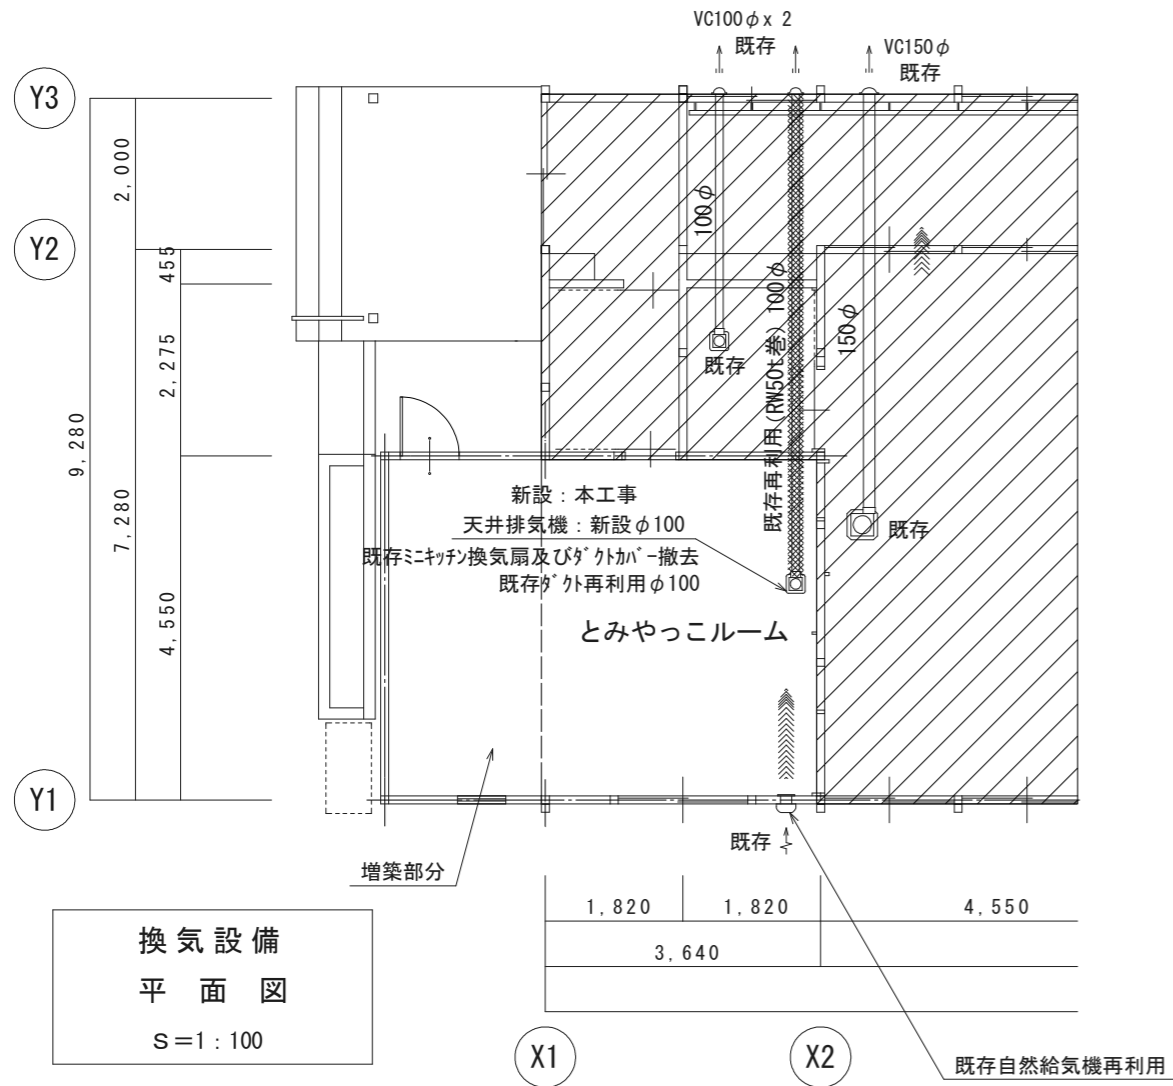 VC100φx 2
既存
VC150φ
既存
Y3
2,000
100φ
Y2
455
既存再利用(RW50t巻) 100φ
150φ
2,275
既存
9,280
7,280
新設：本工事
天井排気機：新設φ100
既存
既存ﾐﾆｷｯﾁﾝ換気扇及びﾀﾞｸﾄｶﾊﾞｰ撤去
既存ﾀﾞｸﾄ再利用φ100
4,550
とみやっこルーム
Y1
既存
増築部分
1,820
1,820
4,550
3,640
換気設備
平面図
S=1：100
X1
X2
既存自然給気機再利用